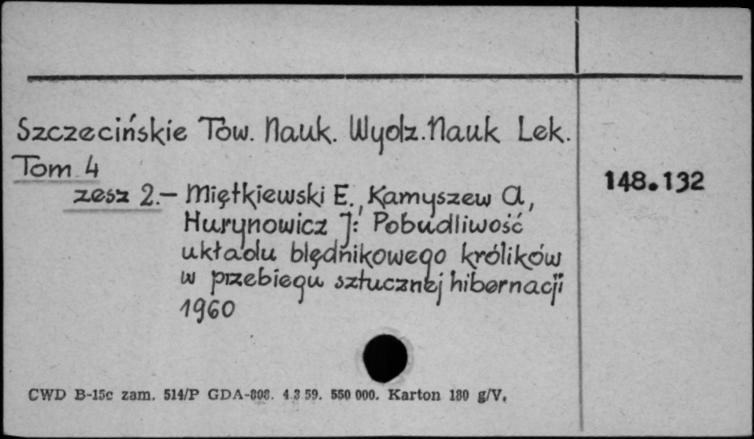 Szczecińskie Tow. Nauk. Wydz. Nauk Lek.
Tom 4
148.132
zesz 2.- Miętkiewski E., Kamyszew A,
Hurynowicz J: Pobudliwość
układu błędnikowego królików
w przebiegu sztucznej hibernacji
1960
CWD B-15c zam. 514/P GDA-808. 4.3 59. 550 000. Karton 180 g/V.